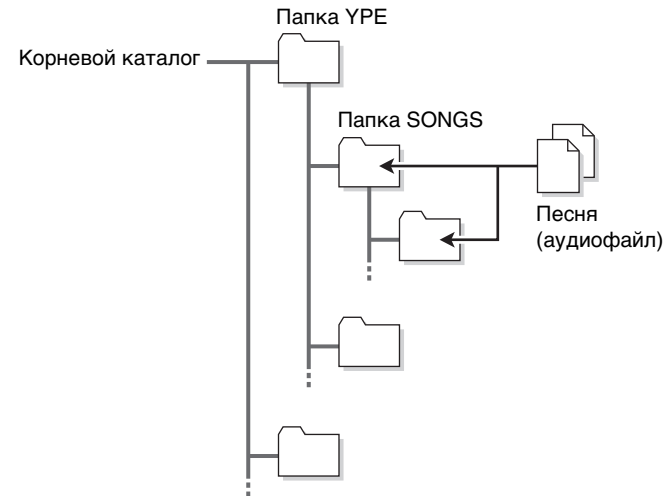 Папка YPE
Корневой каталог
Папка SONGS
Песня
(аудиофайл)